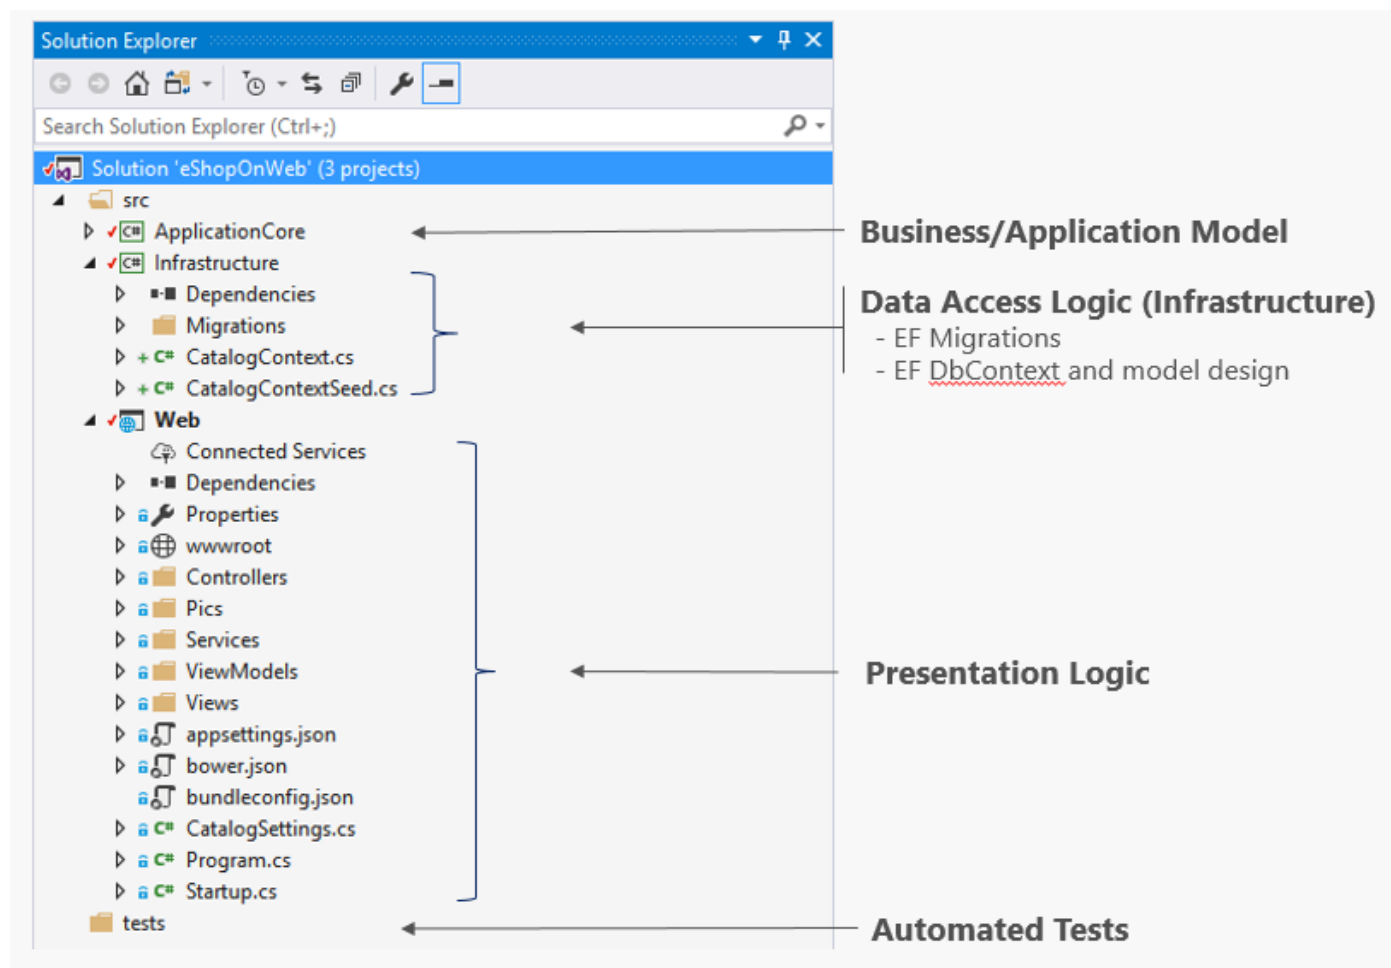 Solution Explorer
Search Solution Explorer (Ctrl+;)
Solution 'eShopOnWeb' (3 projects)
src
C# ApplicationCore
Business/Application Model
C# Infrastructure
Dependencies
Data Access Logic (Infrastructure)
Migrations
- EF Migrations
+ C# CatalogContext.cs
- EF DbContext and model design
+ C# CatalogContextSeed.cs
Web
Connected Services
Dependencies
Properties
wwwroot
Controllers
Pics
Services
ViewModels
Presentation Logic
Views
appsettings.json
bower.json
bundleconfig.json
C# CatalogSettings.cs
C# Program.cs
C# Startup.cs
tests
Automated Tests